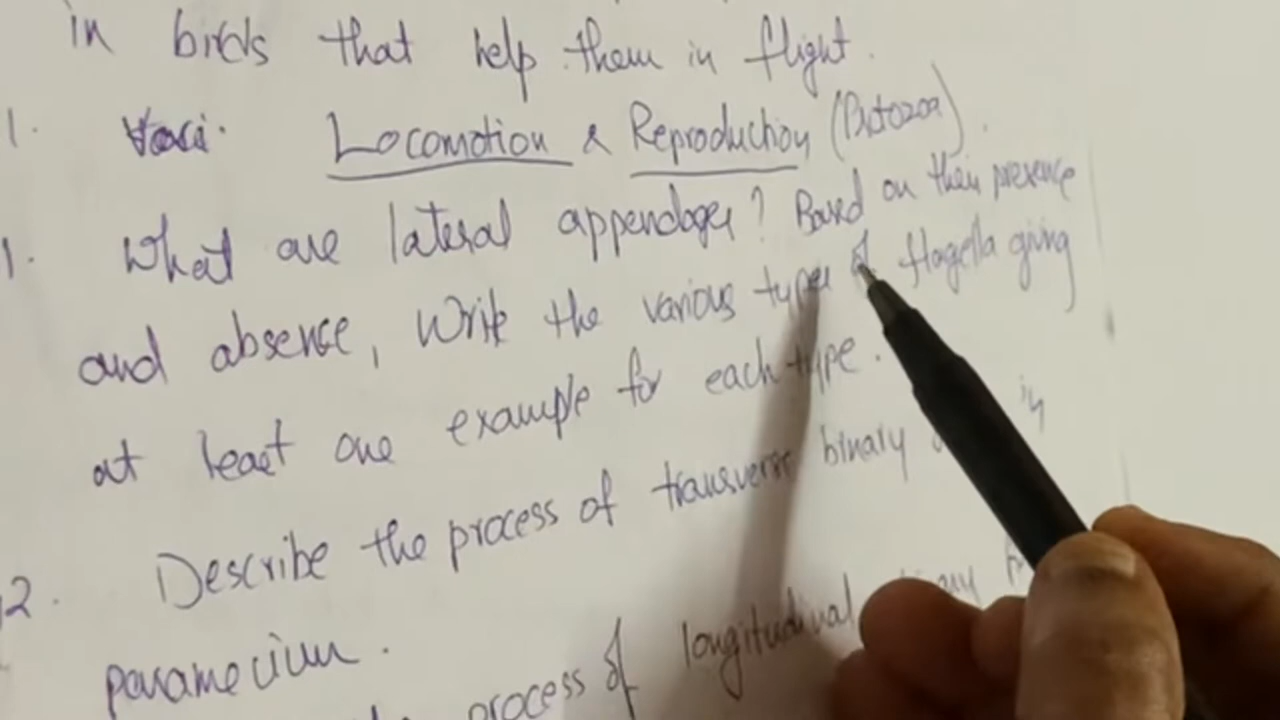 in birds that help them in flight.
1. Locomotion & Reproduction (Protozoa).
1. What are lateral appendages? Based on their presence
and absence, Write the various types of flagella giving
at least one example for each type.
2. Describe the process of transverse binary in
paramecium.
process of longitudinal